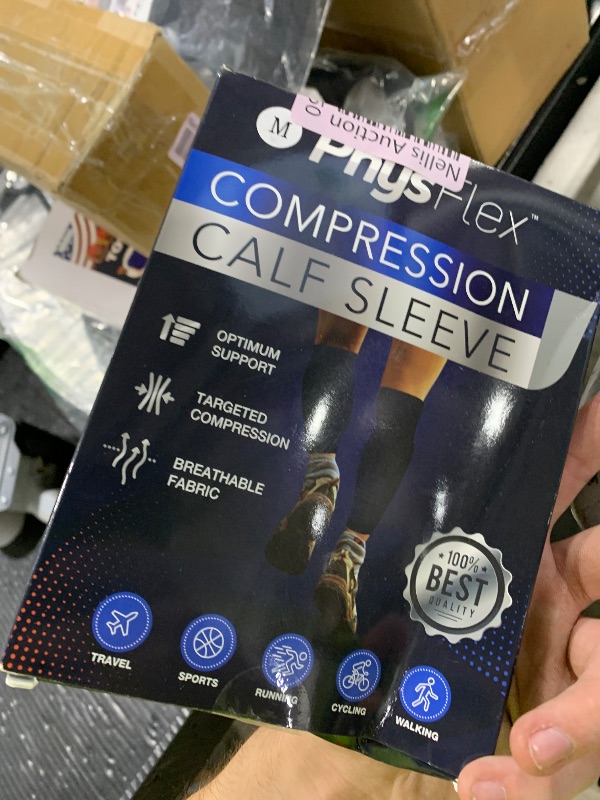 Nellis Auction
M
PhysFlex™
COMPRESSION
CALF SLEEVE
OPTIMUM
SUPPORT
TARGETED
COMPRESSION
BREATHABLE
FABRIC
100%
BEST
QUALITY
TRAVEL
SPORTS
RUNNING
CYCLING
WALKING